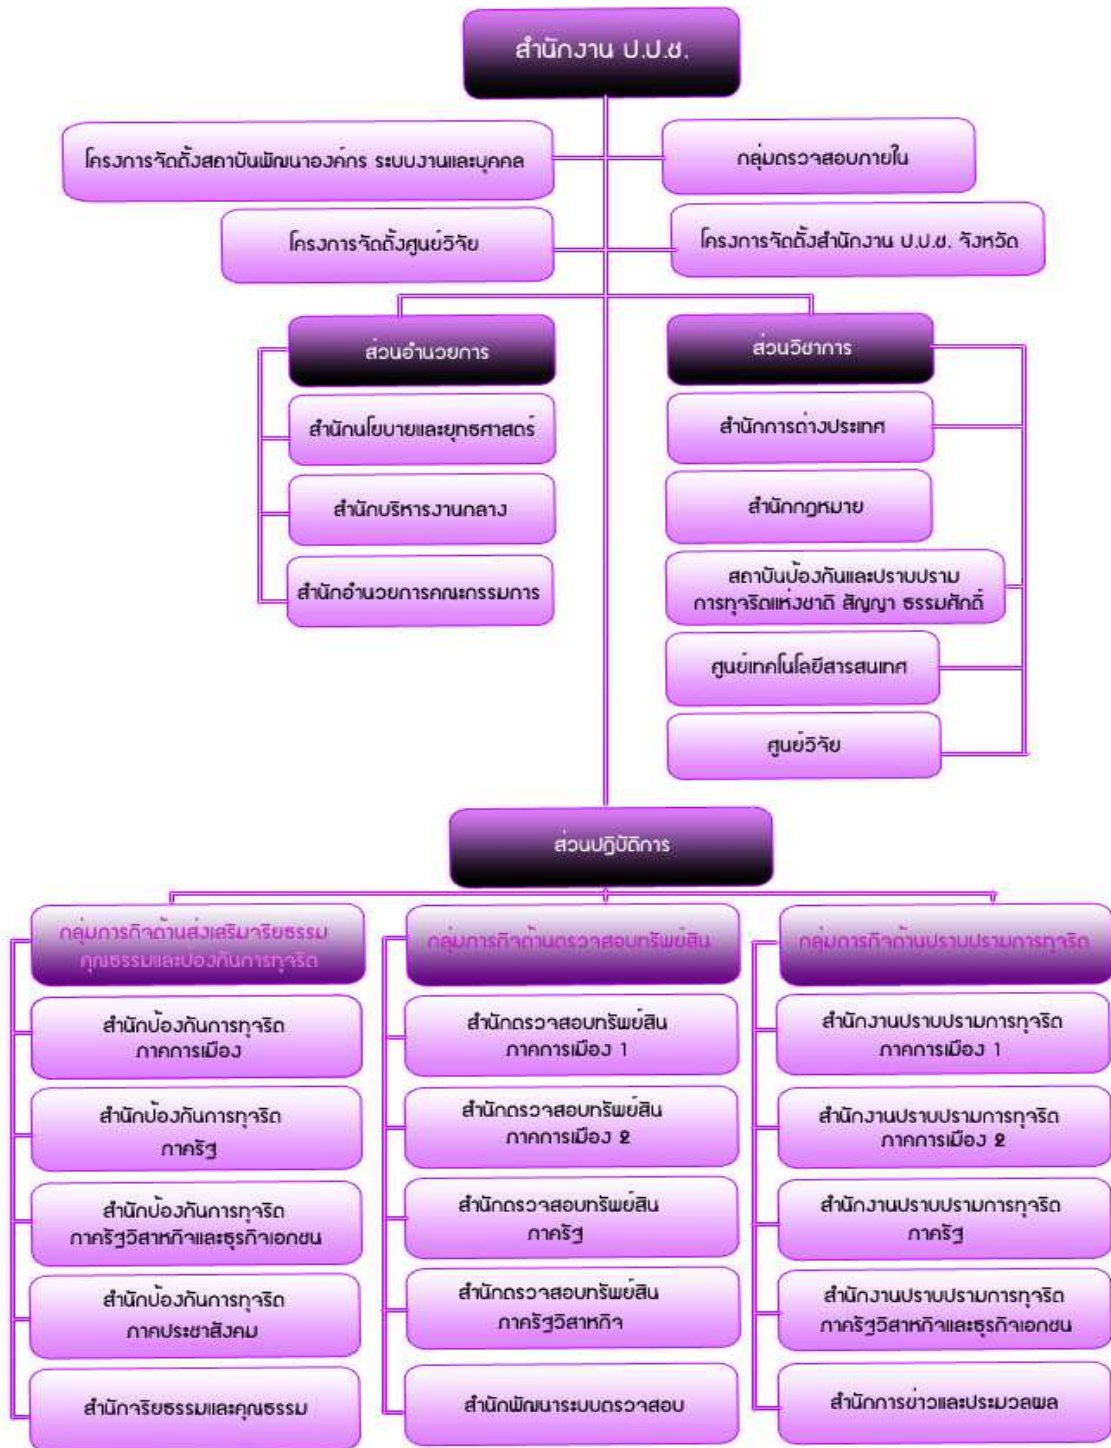 สำนักงาน ป.ป.ช.
โครงการจัดตั้งสถาบันพัฒนาองค์กร ระบบงานและบุคคล
กลุ่มตรวจสอบภายใน
โครงการจัดตั้งศูนย์วิจัย
โครงการจัดตั้งสำนักงาน ป.ป.ช. จังหวัด
ส่วนอำนวยการ
สำนักนโยบายและยุทธศาสตร์
สำนักบริหารงานกลาง
สำนักอำนวยการคณะกรรมการ
ส่วนวิชาการ
สำนักการต่างประเทศ
สำนักกฎหมาย
สถาบันป้องกันและปราบปราม
การทุจริตแห่งชาติ สัญญา ธรรมศักดิ์
ศูนย์เทคโนโลยีสารสนเทศ
ศูนย์วิจัย
ส่วนปฏิบัติการ
กลุ่มภารกิจด้านส่งเสริมจริยธรรม
คุณธรรมและป้องกันการทุจริต
สำนักป้องกันการทุจริต
ภาคการเมือง
สำนักป้องกันการทุจริต
ภาครัฐ
สำนักป้องกันการทุจริต
ภาครัฐวิสาหกิจและธุรกิจเอกชน
สำนักป้องกันการทุจริต
ภาคประชาสังคม
สำนักจริยธรรมและคุณธรรม
กลุ่มภารกิจด้านตรวจสอบทรัพย์สิน
สำนักตรวจสอบทรัพย์สิน
ภาคการเมือง 1
สำนักตรวจสอบทรัพย์สิน
ภาคการเมือง 2
สำนักตรวจสอบทรัพย์สิน
ภาครัฐ
สำนักตรวจสอบทรัพย์สิน
ภาครัฐวิสาหกิจ
สำนักพัฒนาระบบตรวจสอบ
กลุ่มภารกิจด้านปราบปรามการทุจริต
สำนักงานปราบปรามการทุจริต
ภาคการเมือง 1
สำนักงานปราบปรามการทุจริต
ภาคการเมือง 2
สำนักงานปราบปรามการทุจริต
ภาครัฐ
สำนักงานปราบปรามการทุจริต
ภาครัฐวิสาหกิจและธุรกิจเอกชน
สำนักการข่าวและประมวลผล